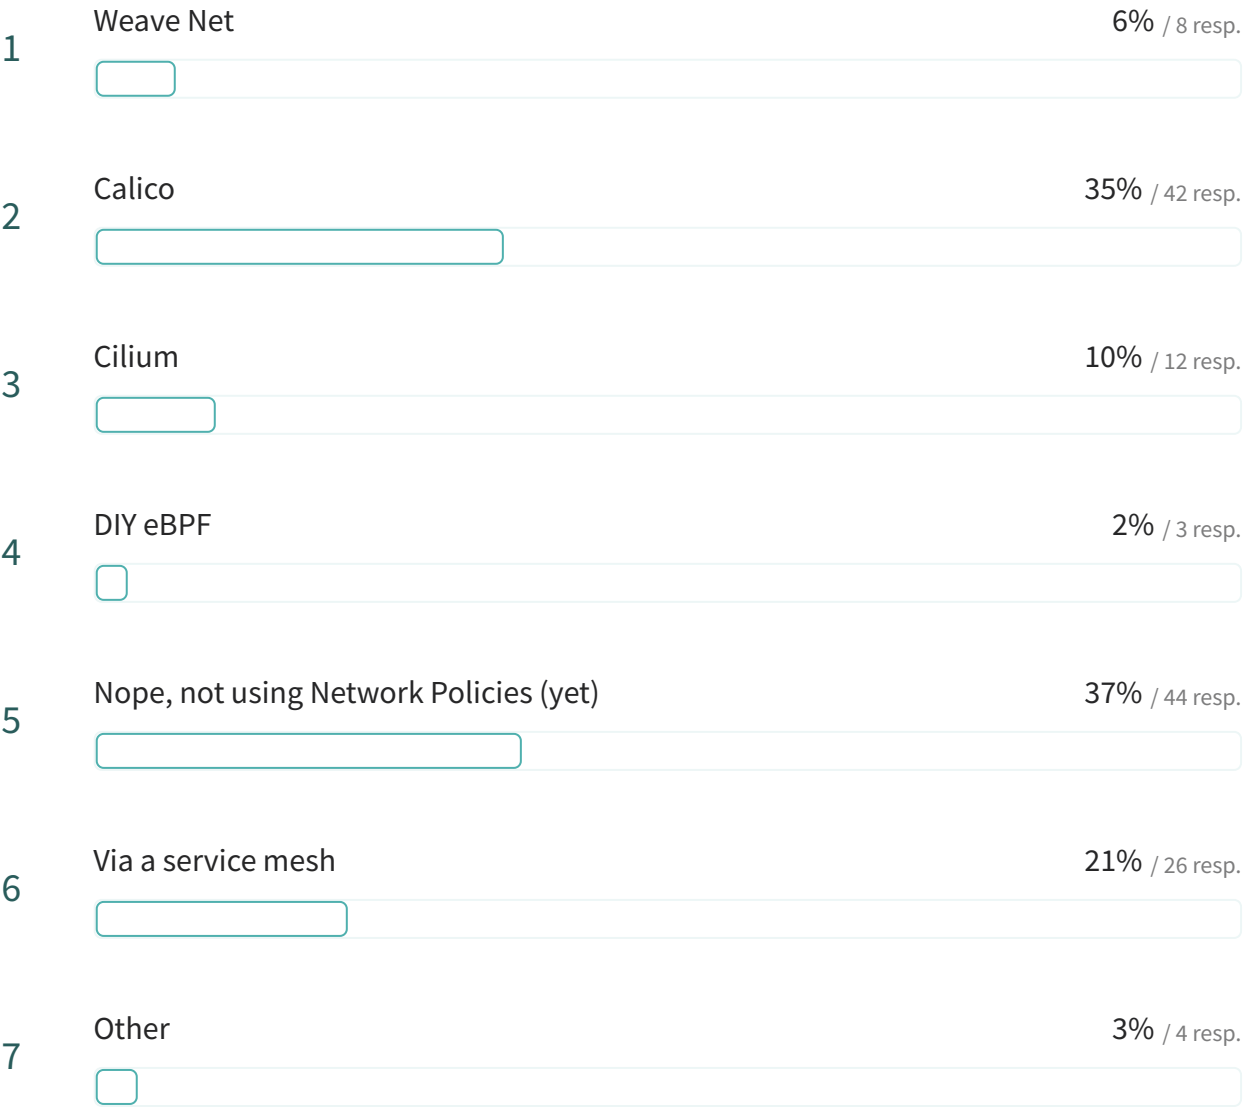 1
Weave Net
6% / 8 resp.
2
Calico
35% / 42 resp.
3
Cilium
10% / 12 resp.
4
DIY eBPF
2% / 3 resp.
5
Nope, not using Network Policies (yet)
37% / 44 resp.
6
Via a service mesh
21% / 26 resp.
7
Other
3% / 4 resp.